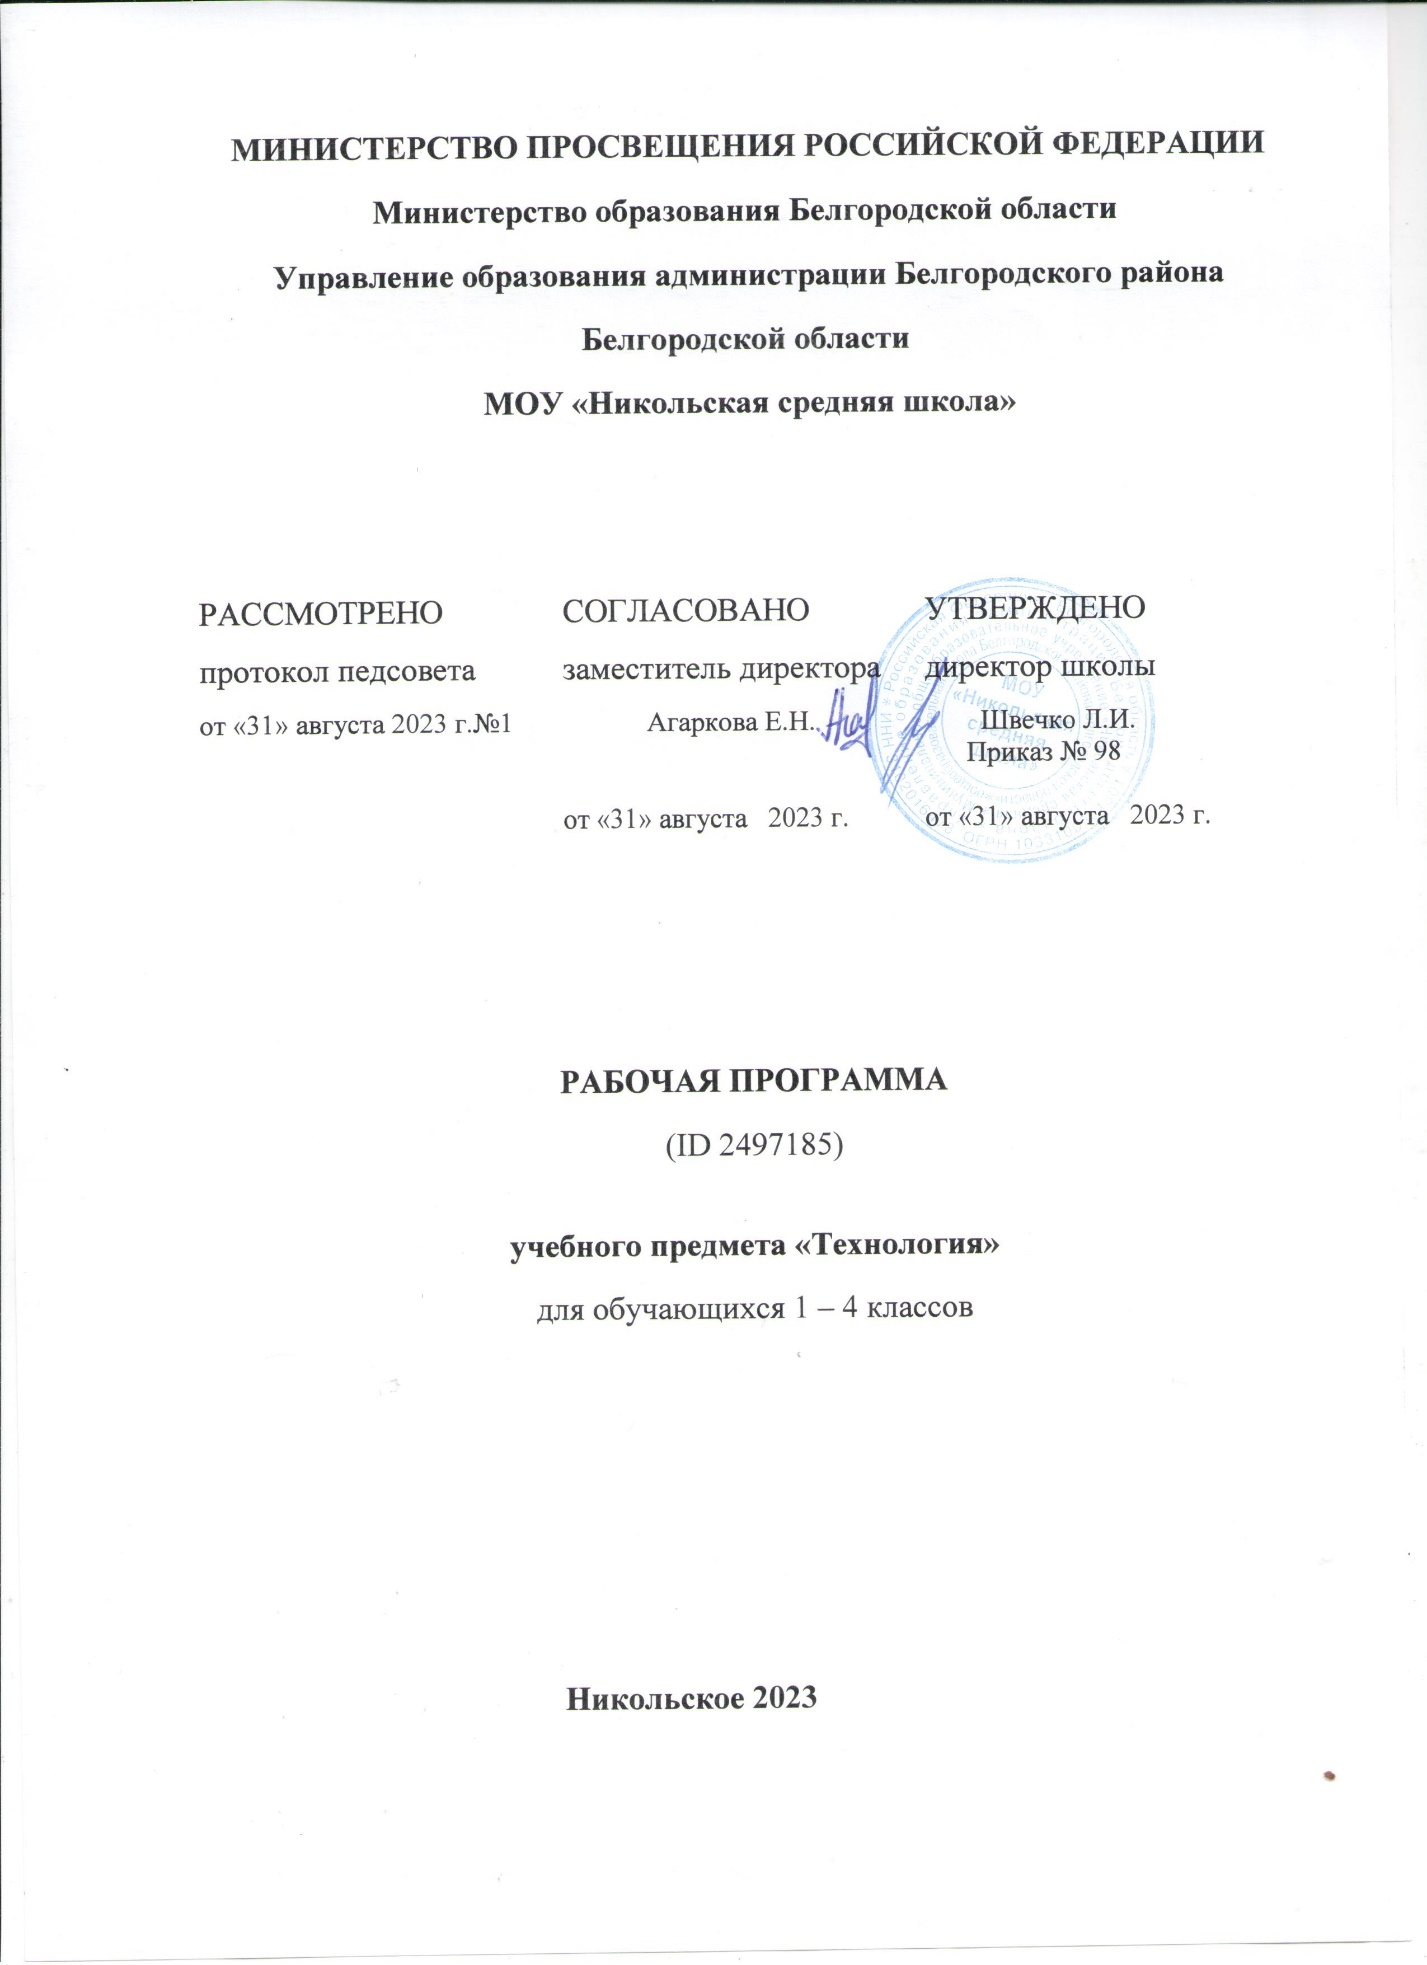 МИНИСТЕРСТВО ПРОСВЕЩЕНИЯ РОССИЙСКОЙ ФЕДЕРАЦИИ
Министерство образования Белгородской области
Управление образования администрации Белгородского района
Белгородской области
МОУ «Никольская средняя школа»
РАССМОТРЕНО
протокол педсовета
от «31» августа 2023 г.№1
СОГЛАСОВАНО
заместитель директора
Агаркова Е.Н..
от «31» августа 2023 г.
УТВЕРЖДЕНО
директор школы
Швечко Л.И.
Приказ № 98
от «31» августа 2023 г.
МОУ
средняя
РАБОЧАЯ ПРОГРАММА
(ID 2497185)
учебного предмета «Технология»
для обучающихся 1 – 4 классов
Никольское 2023